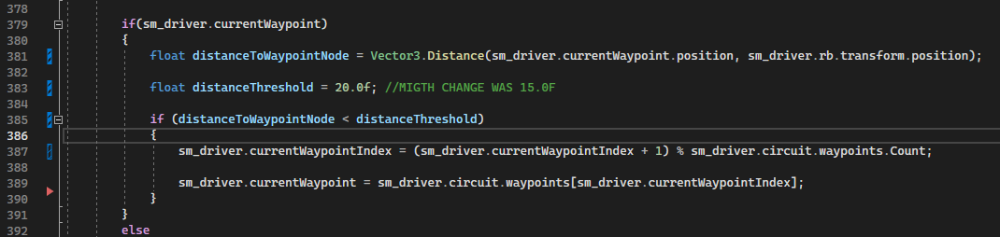 378
379 if(sm_driver.currentWaypoint)
380 {
381 float distanceToWaypointNode = Vector3.Distance(sm_driver.currentWaypoint.position, sm_driver.rb.transform.position);
382
383 float distanceThreshold = 20.0f; //MIGTH CHANGE WAS 15.0F
384
385 if (distanceToWaypointNode < distanceThreshold)
386 {
387 sm_driver.currentWaypointIndex = (sm_driver.currentWaypointIndex + 1) % sm_driver.circuit.waypoints.Count;
388
389 sm_driver.currentWaypoint = sm_driver.circuit.waypoints[sm_driver.currentWaypointIndex];
390 }
391 }
392 else